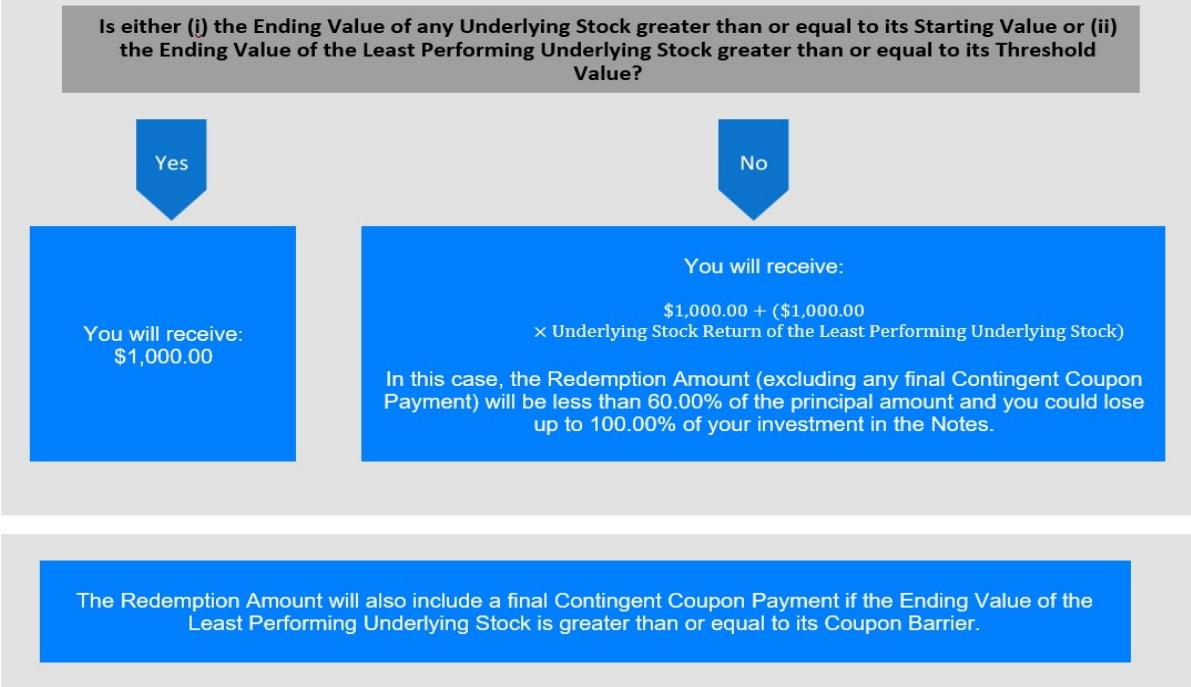 Is either (i) the Ending Value of any Underlying Stock greater than or equal to its Starting Value or (ii)
the Ending Value of the Least Performing Underlying Stock greater than or equal to its Threshold
Value?
Yes
No
You will receive:
$1,000.00
You will receive:
$1,000.00 + ($1,000.00
× Underlying Stock Return of the Least Performing Underlying Stock)
In this case, the Redemption Amount (excluding any final Contingent Coupon
Payment) will be less than 60.00% of the principal amount and you could lose
up to 100.00% of your investment in the Notes.
The Redemption Amount will also include a final Contingent Coupon Payment if the Ending Value of the
Least Performing Underlying Stock is greater than or equal to its Coupon Barrier.